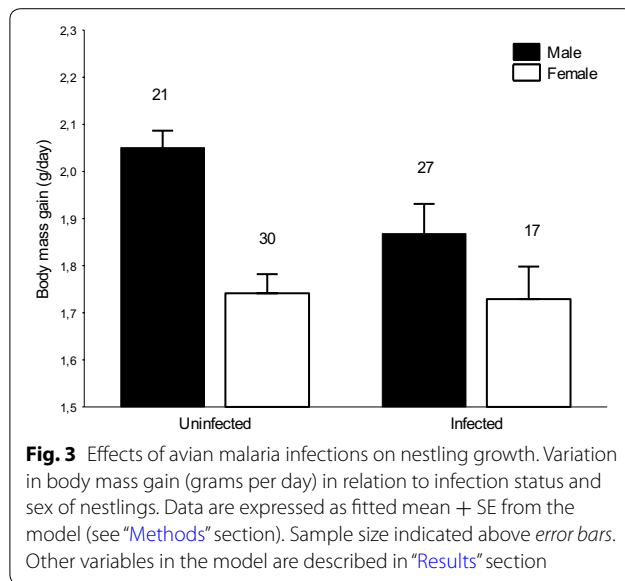 2,3
Male
Female
2,2
21
2,1
27
2,0
30
17
1,9
1,8
1,7
1,6
1,5
Body mass gain (g/day)
Uninfected Infected
Fig. 3 Effects of avian malaria infections on nestling growth. Variation
in body mass gain (grams per day) in relation to infection status and
sex of nestlings. Data are expressed as fitted mean + SE from the
model (see “Methods” section). Sample size indicated above error bars.
Other variables in the model are described in “Results” section